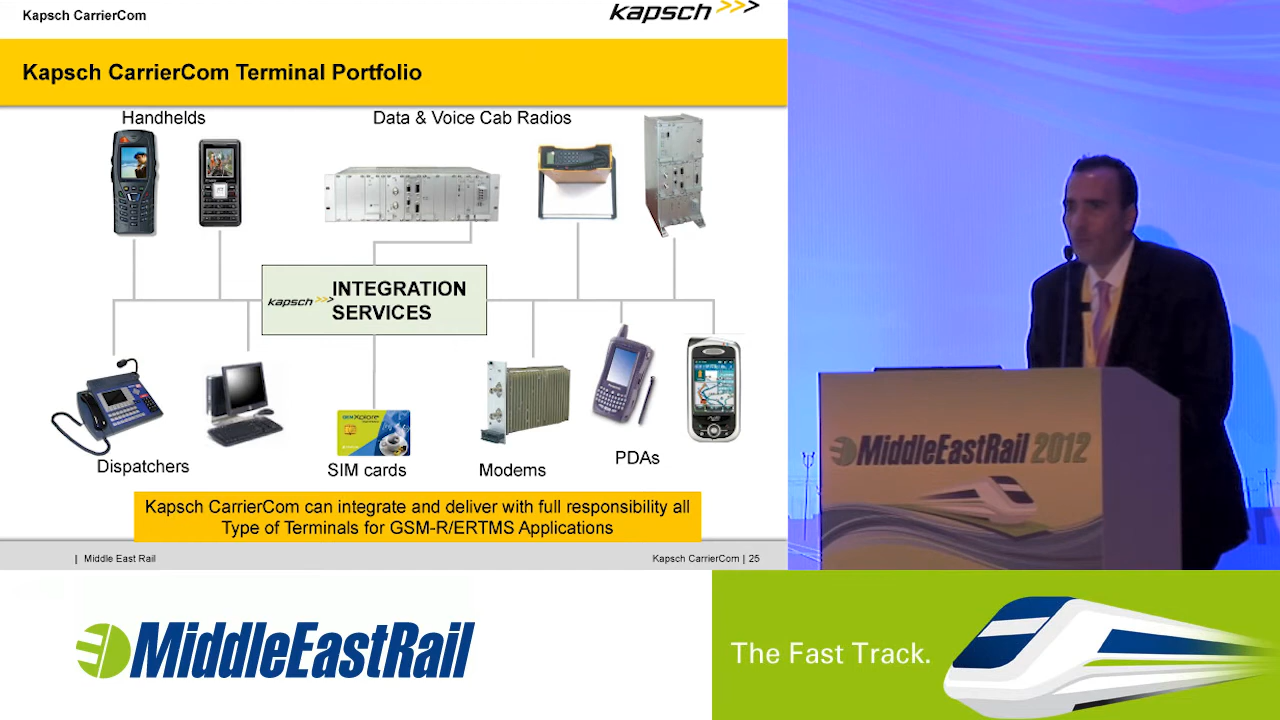 Kapsch CarrierCom
kapsch >>>
Kapsch CarrierCom Terminal Portfolio
Handhelds
Data & Voice Cab Radios
kapsch >>> INTEGRATION
SERVICES
Dispatchers
SIM cards
Modems
PDAs
Kapsch CarrierCom can integrate and deliver with full responsibility all
Type of Terminals for GSM-R/ERTMS Applications
| Middle East Rail
Kapsch CarrierCom | 25
MiddleEastRail 2012
MiddleEastRail
The Fast Track.